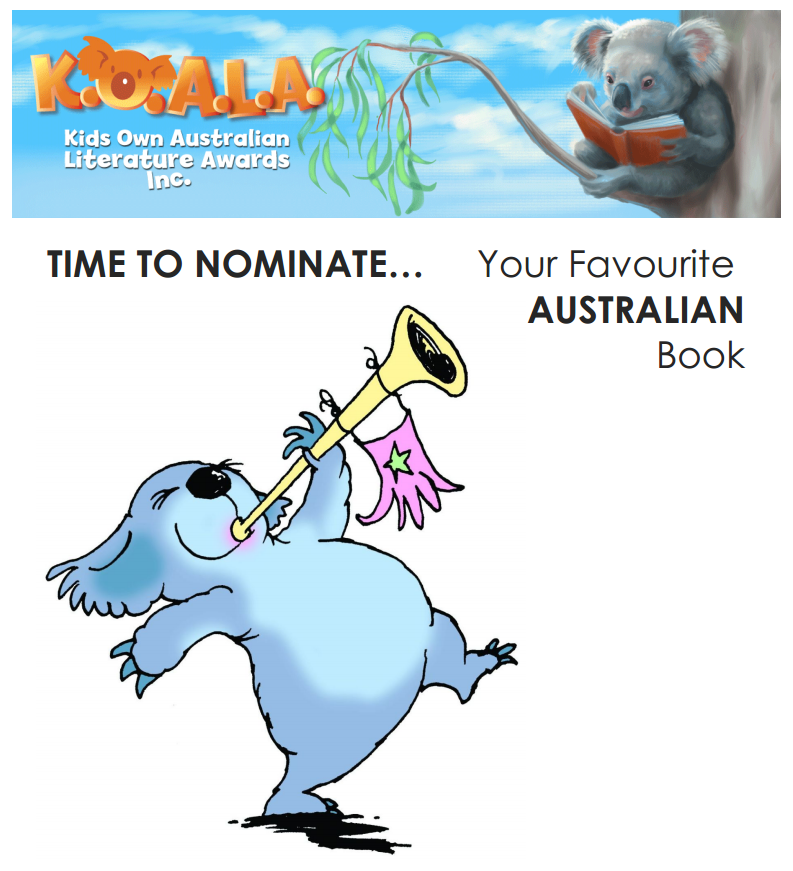 K.O.A.L.A.
Kids Own Australian
Literature Awards
Inc.
TIME TO NOMINATE... Your Favourite
AUSTRALIAN
Book